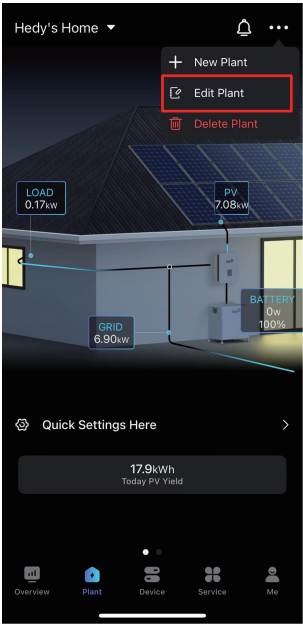 Hedy's Home
New Plant
Edit Plant
Delete Plant
LOAD
0.17kW
PV
7.08kW
BATTERY
0W
100%
GRID
6.90kW
Quick Settings Here
17.9kWh
Today PV Yield
Overview
Plant
Device
Service
Me